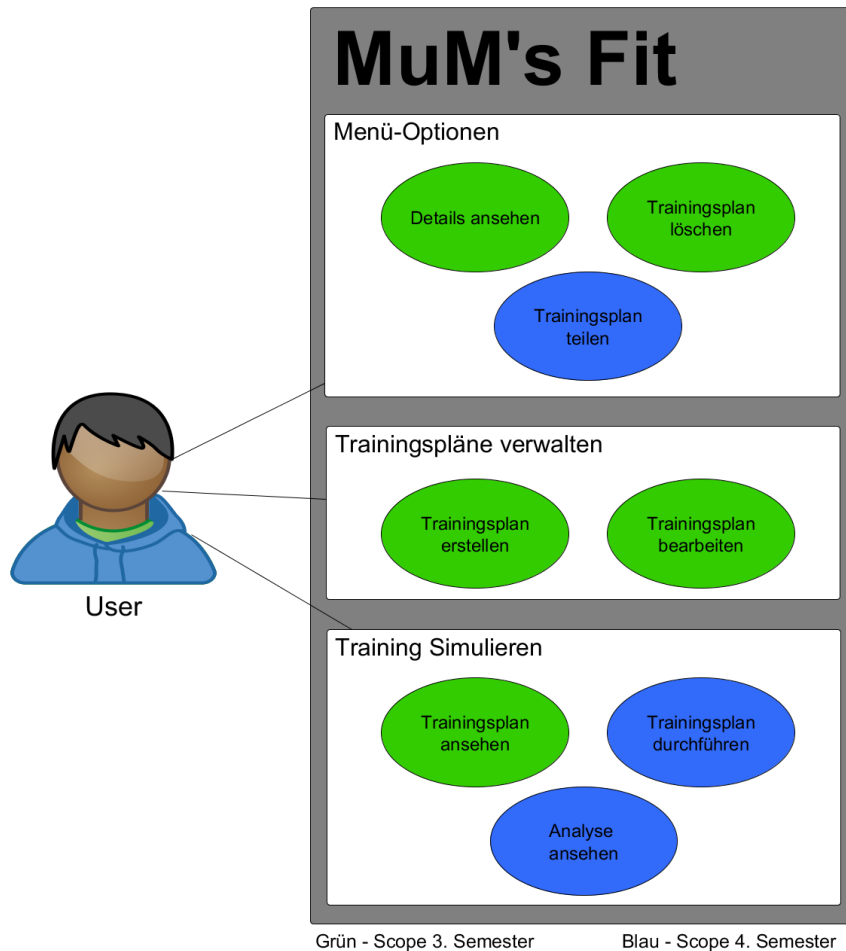 MuM's Fit
Menü-Optionen
Details ansehen
Trainingsplan
löschen
Trainingsplan
teilen
Trainingspläne verwalten
Trainingsplan
erstellen
Trainingsplan
bearbeiten
User
Training Simulieren
Trainingsplan
ansehen
Trainingsplan
durchführen
Analyse
ansehen
Grün - Scope 3. Semester
Blau - Scope 4. Semester